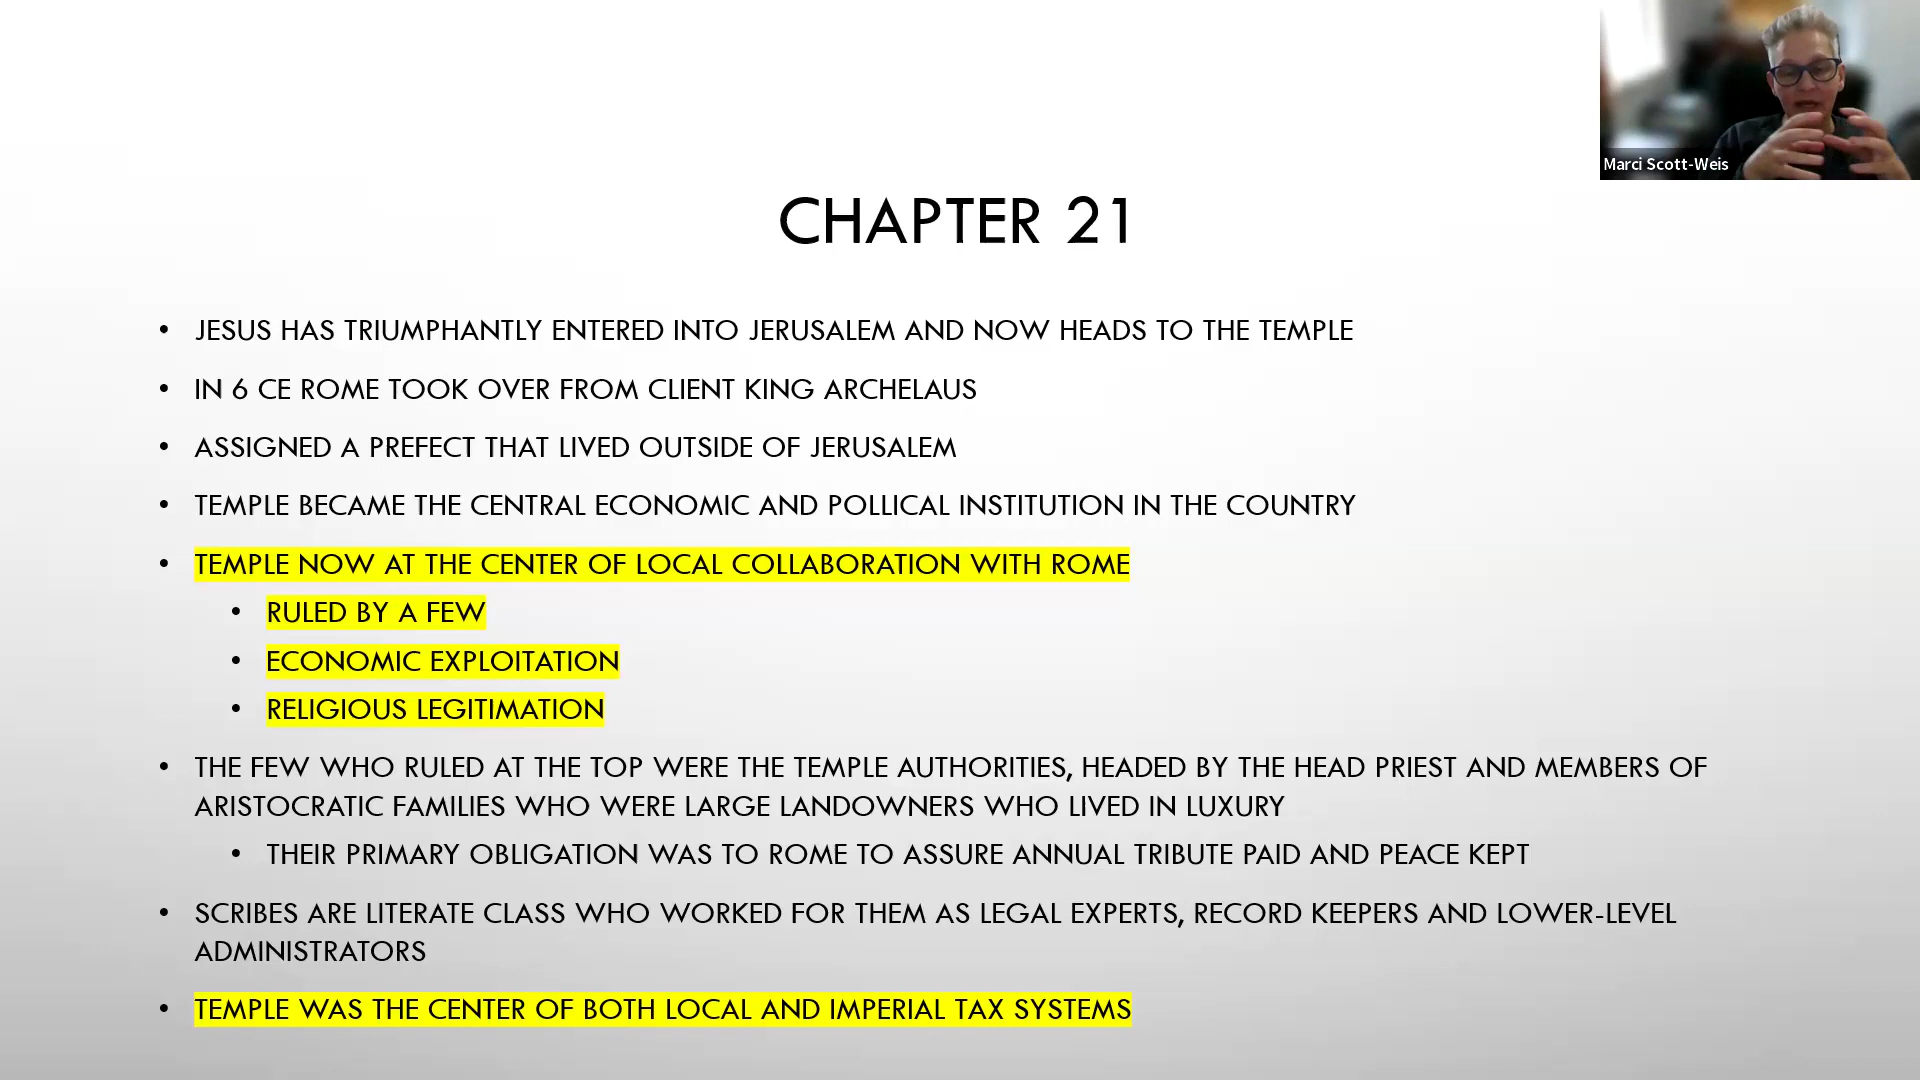 Marci Scott-Weis
CHAPTER 21
• JESUS HAS TRIUMPHANTLY ENTERED INTO JERUSALEM AND NOW HEADS TO THE TEMPLE
• IN 6 CE ROME TOOK OVER FROM CLIENT KING ARCHELAUS
• ASSIGNED A PREFECT THAT LIVED OUTSIDE OF JERUSALEM
• TEMPLE BECAME THE CENTRAL ECONOMIC AND POLLICAL INSTITUTION IN THE COUNTRY
• TEMPLE NOW AT THE CENTER OF LOCAL COLLABORATION WITH ROME
• RULED BY A FEW
• ECONOMIC EXPLOITATION
• RELIGIOUS LEGITIMATION
• THE FEW WHO RULED AT THE TOP WERE THE TEMPLE AUTHORITIES, HEADED BY THE HEAD PRIEST AND MEMBERS OF
ARISTOCRATIC FAMILIES WHO WERE LARGE LANDOWNERS WHO LIVED IN LUXURY
• THEIR PRIMARY OBLIGATION WAS TO ROME TO ASSURE ANNUAL TRIBUTE PAID AND PEACE KEPT
• SCRIBES ARE LITERATE CLASS WHO WORKED FOR THEM AS LEGAL EXPERTS, RECORD KEEPERS AND LOWER-LEVEL
ADMINISTRATORS
• TEMPLE WAS THE CENTER OF BOTH LOCAL AND IMPERIAL TAX SYSTEMS